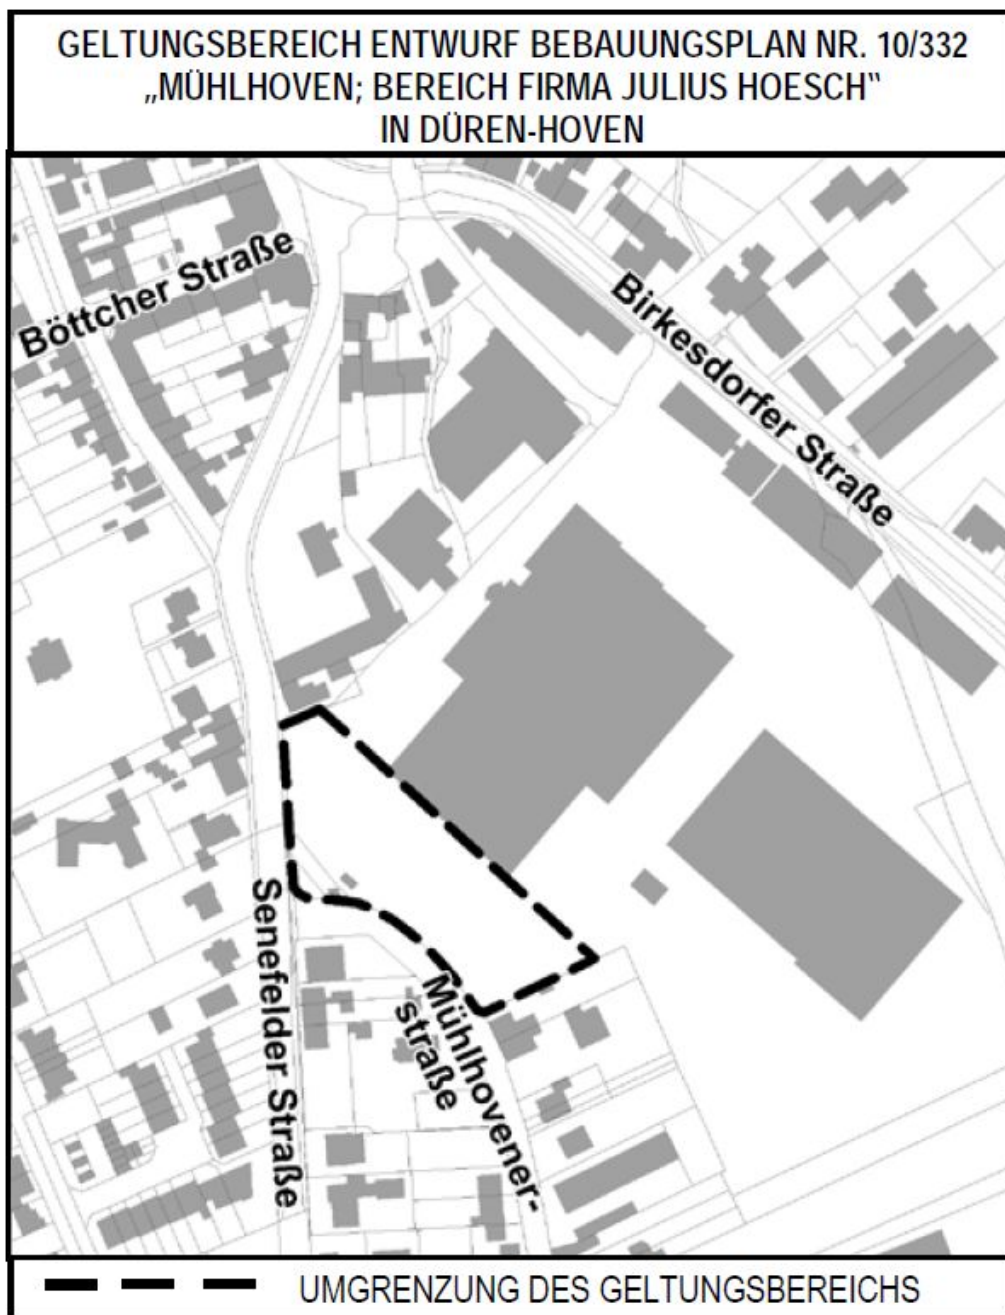 GELTUNGSBEREICH ENTWURF BEBAUUNGSPLAN NR. 10/332
„MÜHLHOVEN; BEREICH FIRMA JULIUS HOESCH“
IN DÜREN-HOVEN
Böttcher Straße
Birkesdorfer Straße
Senefelder Straße
Mühlhovener-
straße
UMGRENZUNG DES GELTUNGSBEREICHS